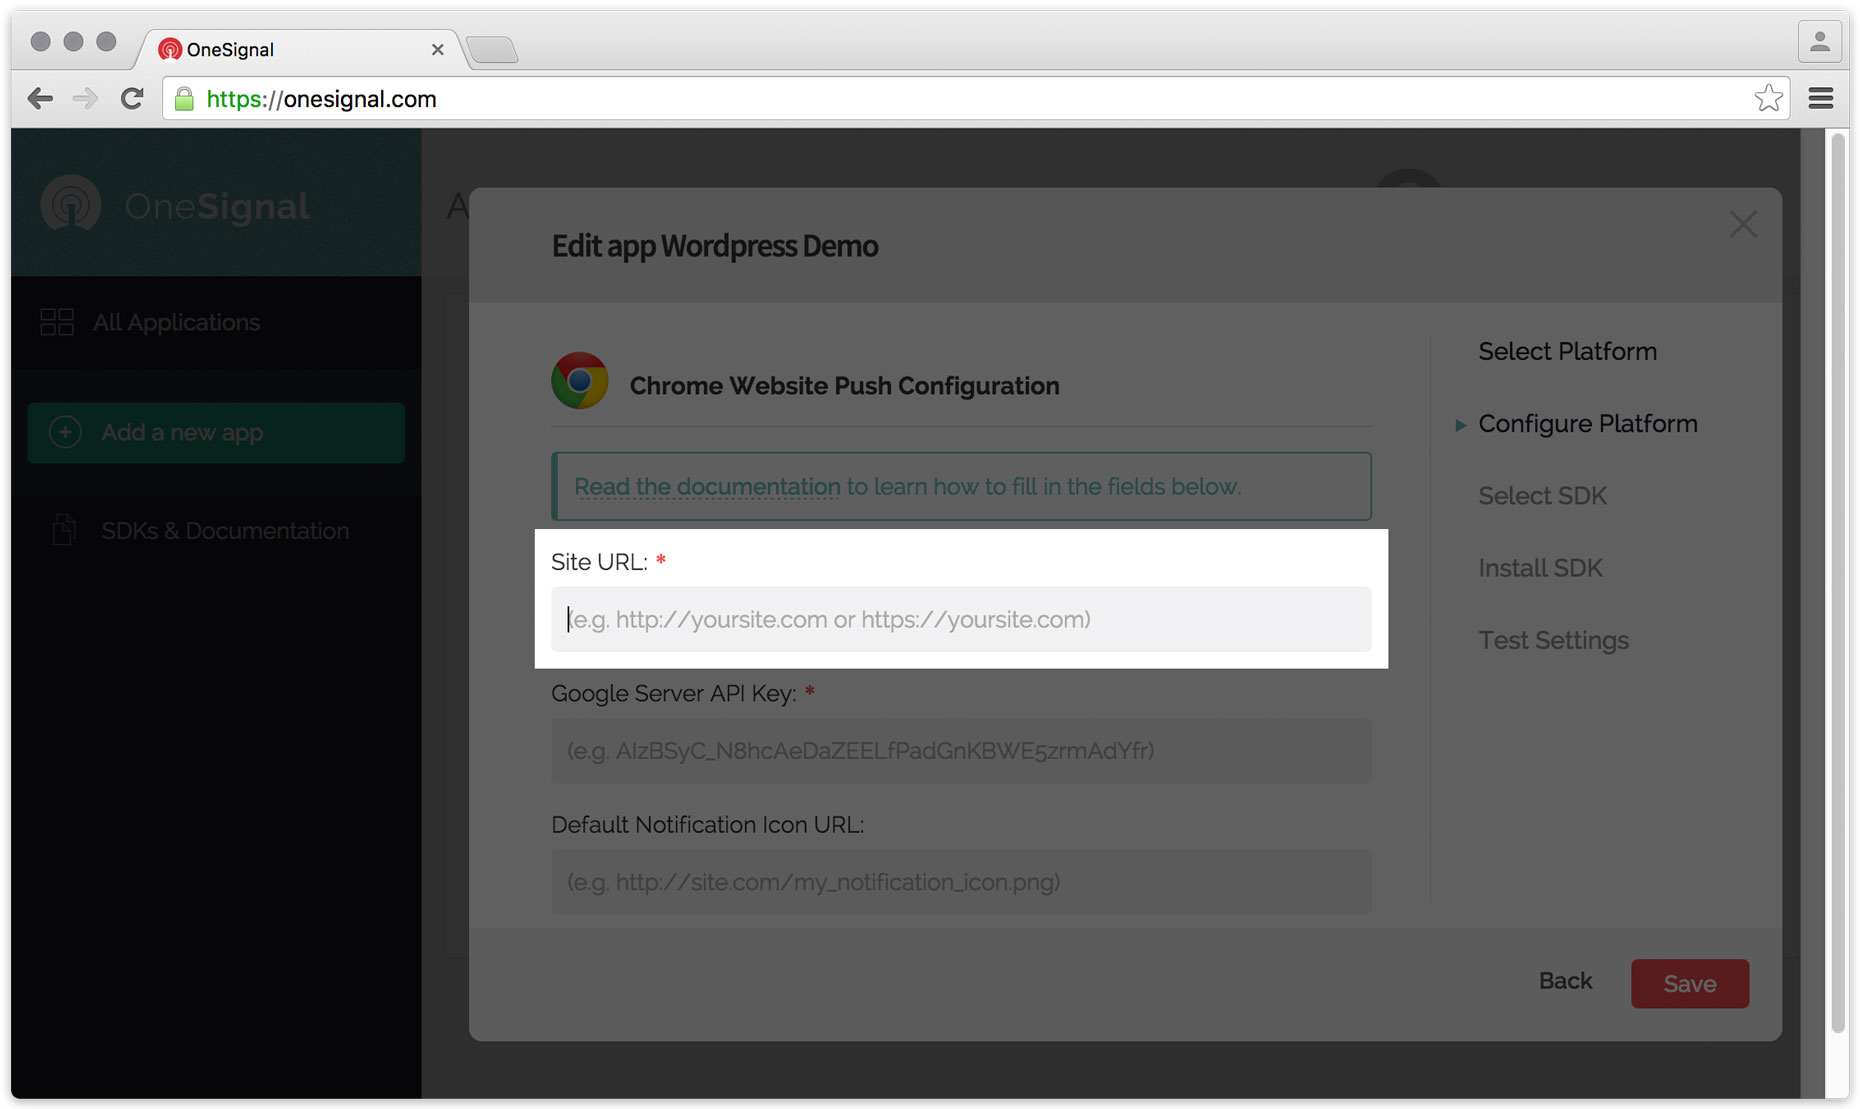 OneSignal
https://onesignal.com
OneSignal
A
Edit app Wordpress Demo
All Applications
Add a new app
SDKs & Documentation
Chrome Website Push Configuration
Read the documentation to learn how to fill in the fields below.
Site URL: *
(e.g. http://yoursite.com or https://yoursite.com)
Google Server API Key: *
(e.g. AIzBSyC_N8hcAeDaZEELfPadGnKBWE5zrmAdYfr)
Default Notification Icon URL:
(e.g. http://site.com/my_notification_icon.png)
Select Platform
Configure Platform
Select SDK
Install SDK
Test Settings
Back
Save